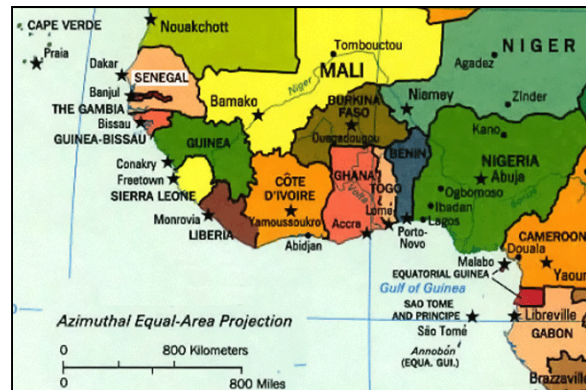 CAPE VERDE
Praia
Nouakchott
Tombouctou
NIGER
Agadez
Dakar
SENEGAL
MALI
Niger
Banjul
THE GAMBIA
Bamako
BURKINA
FASO
Niamey
Zinder
Bissau
GUINEA-BISSAU
Ouagadougou
Kano
GUINEA
BENIN
NIGERIA
Abuja
Conakry
Freetown
SIERRA LEONE
CÔTE
D'IVOIRE
GHANA
TOGO
Volta
Ogbomoso
Ibadan
Lagos
Monrovia
LIBERIA
Yamoussoukro
Accra
Lomé
Porto-
Novo
Abidjan
CAMEROON
Douala
Malabo
Yaoun
EQUATORIAL GUINEA
Gulf of Guinea
SAO TOME
AND PRINCIPE
Libreville
São Tomé
GABON
Annobón
(EQUA. GUI.)
Brazzaville
Azimuthal Equal-Area Projection
0 800 Kilometers
0 800 Miles